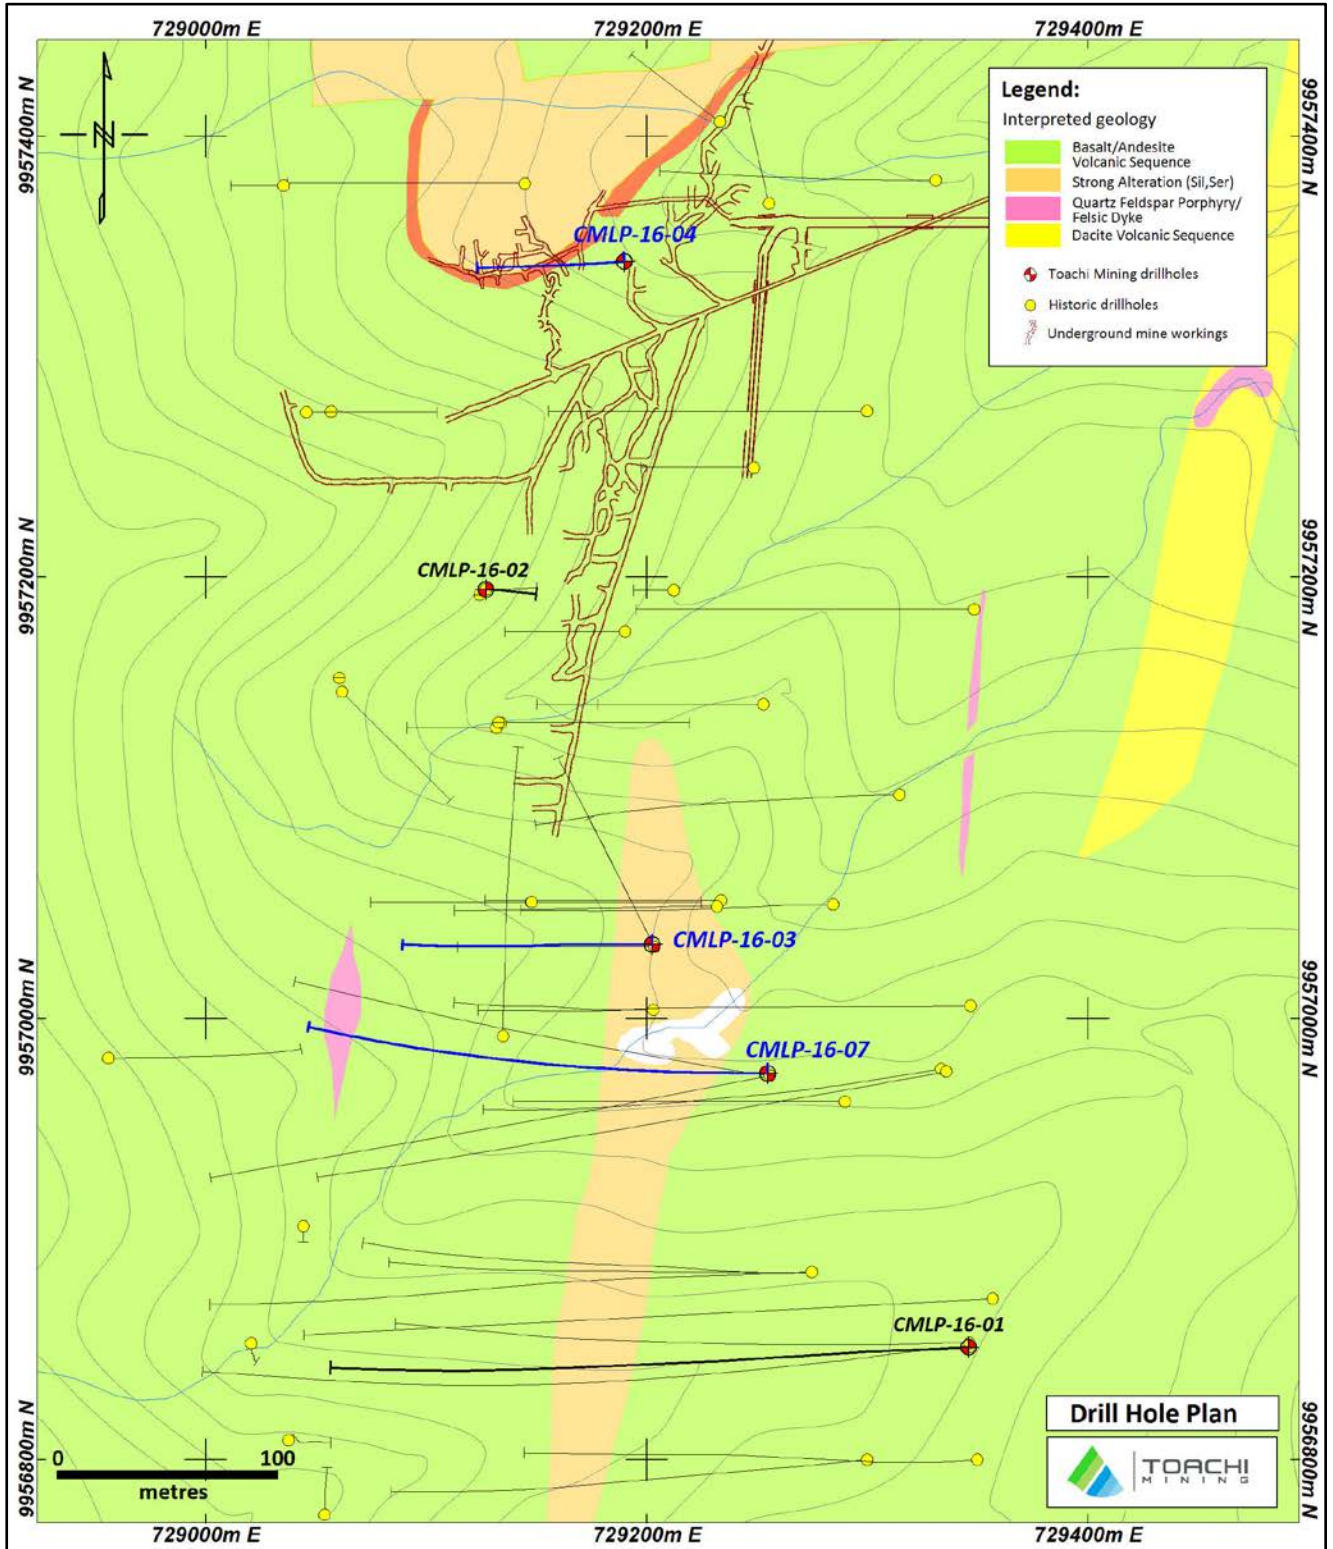 729000m E
729200m E
729400m E
9957400m N
9957400m N
N
Legend:
Interpreted geology
Basalt/Andesite
Volcanic Sequence
Strong Alteration (Sil,Ser)
Quartz Feldspar Porphyry/
Felsic Dyke
Dacite Volcanic Sequence
Toachi Mining drillholes
Historic drillholes
Underground mine workings
CMLP-16-04
9957200m N
9957200m N
CMLP-16-02
CMLP-16-03
9957000m N
9957000m N
CMLP-16-07
CMLP-16-01
9956800m N
9956800m N
Drill Hole Plan
TOACHI
MINING
0
100
metres
729000m E
729200m E
729400m E